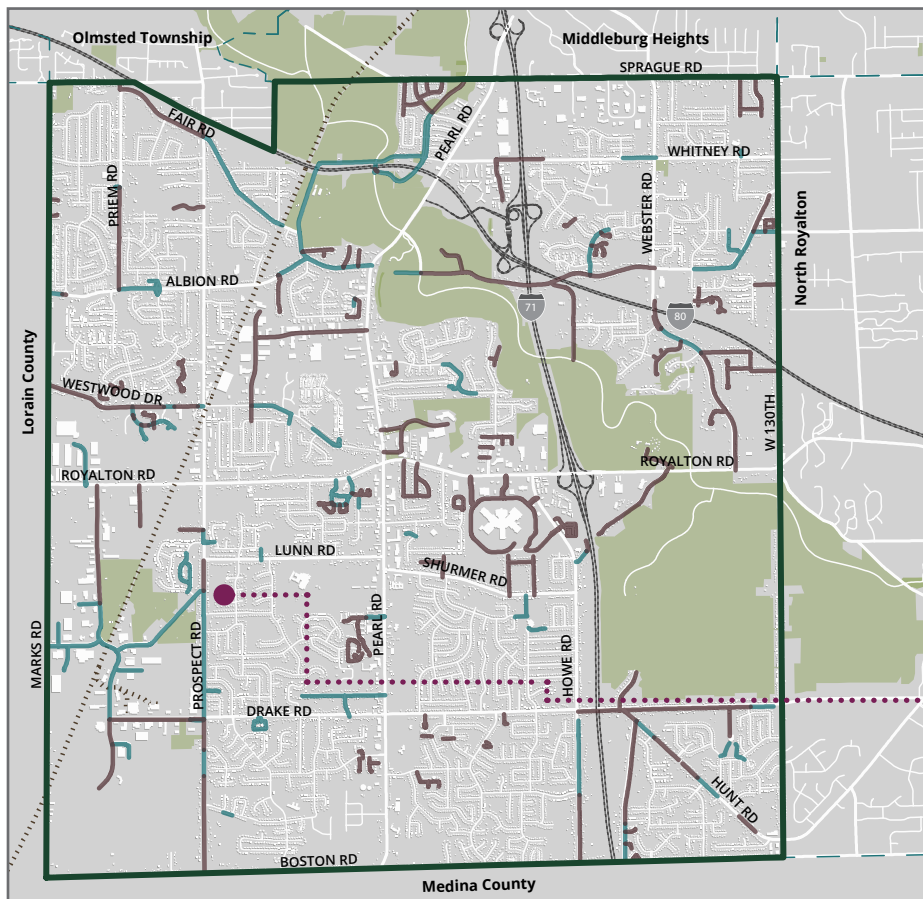 Olmsted Township
Middleburg Heights
SPRAGUE RD
FAIR RD
PEARL RD
WHITNEY RD
PRIEM RD
WEBSTER RD
North Royalton
ALBION RD
71
80
Lorain County
WESTWOOD DR
W 130TH
ROYALTON RD
ROYALTON RD
LUNN RD
SHURMER RD
MARKS RD
PROSPECT RD
PEARL RD
HOWE RD
DRAKE RD
HUNT RD
BOSTON RD
Medina County